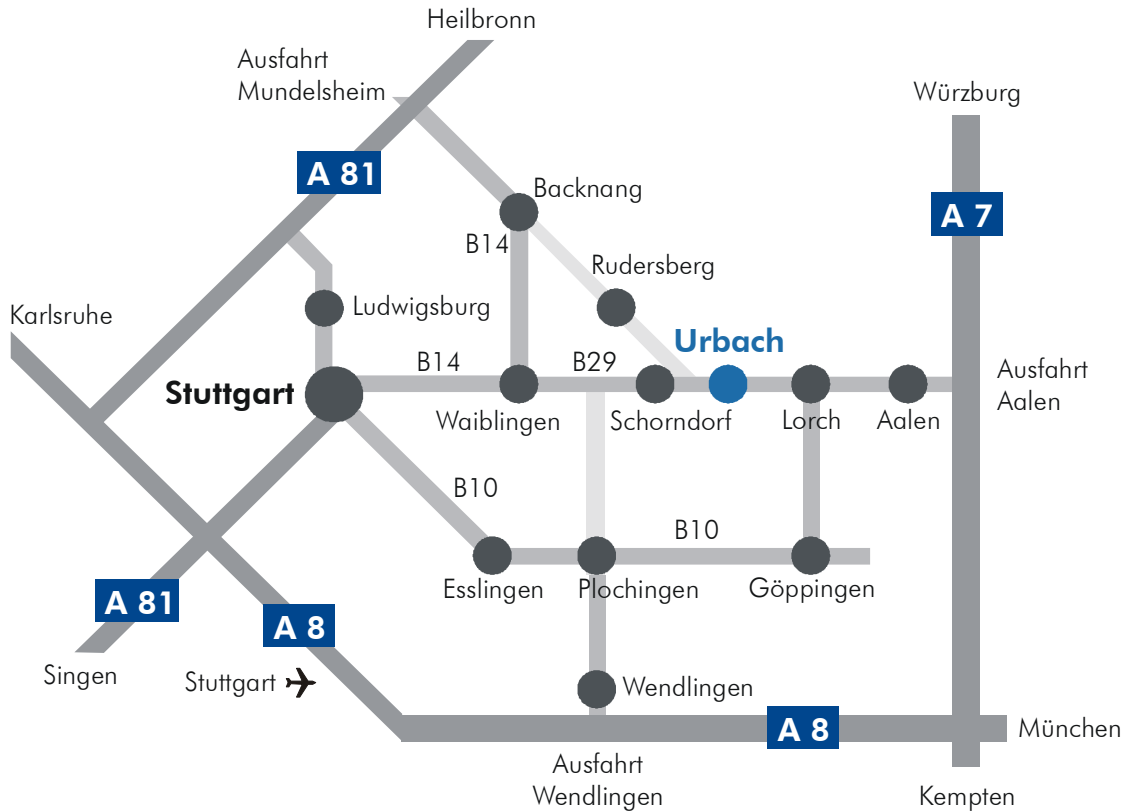 Heilbronn
Ausfahrt
Mundelsheim
Würzburg
A 81
Backnang
A 7
B14
Rudersberg
Ludwigsburg
Karlsruhe
Urbach
B14
B29
Ausfahrt
Aalen
Stuttgart
Waiblingen
Schorndorf
Lorch
Aalen
B10
B10
Esslingen
Plochingen
Göppingen
A 81
A 8
Singen
Stuttgart
Wendlingen
A 8
München
Ausfahrt
Wendlingen
Kempten